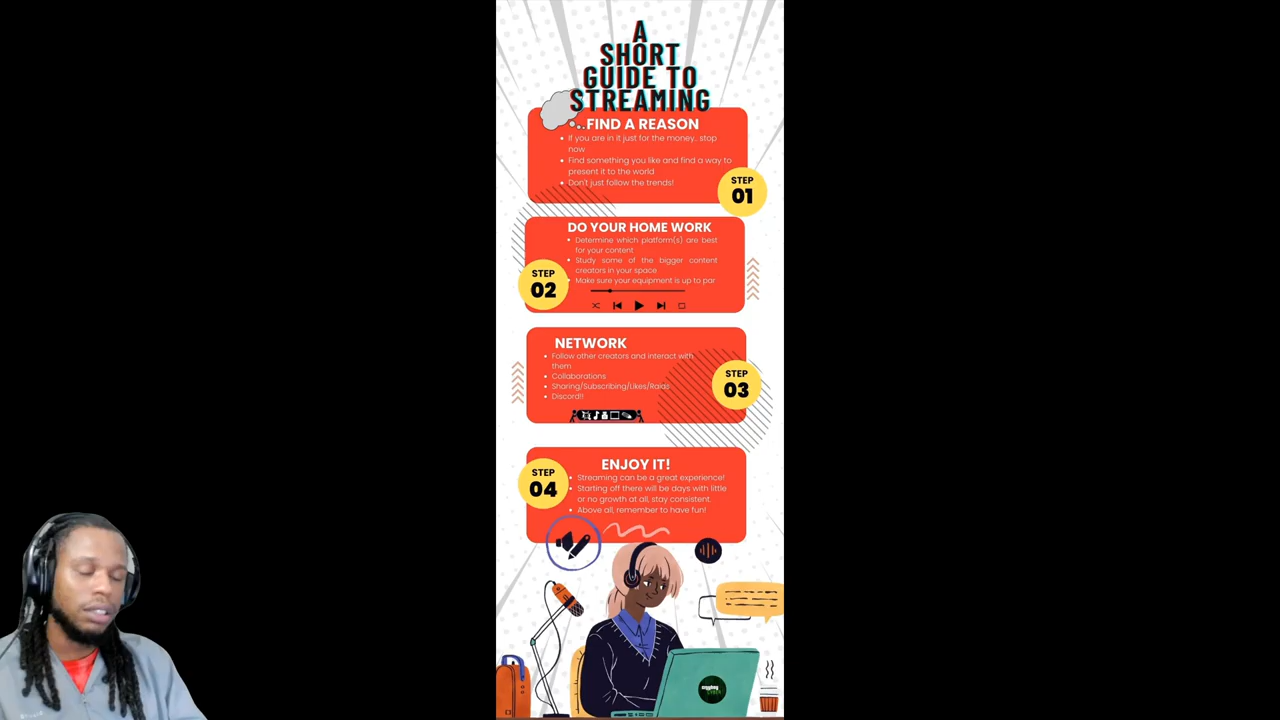 A
SHORT
GUIDE TO
STREAMING
...FIND A REASON
If you are in it just for the money.. stop
now
Find something you like and find a way to
present it to the world
Don't just follow the trends!
STEP
01
DO YOUR HOME WORK
Determine which platform(s) are best
for your content
Study some of the bigger content
creators in your space
Make sure your equipment is up to par
STEP
02
NETWORK
Follow other creators and interact with
them
Collaborations
Sharing/Subscribing/Likes/Raids
Discord!!
STEP
03
ENJOY IT!
Streaming can be a great experience!
Starting off there will be days with little
or no growth at all, stay consistent.
Above all, remember to have fun!
STEP
04